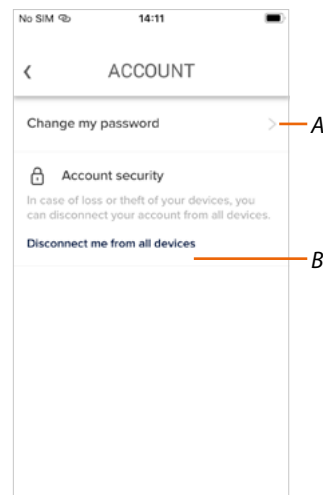 No SIM 14:11
ACCOUNT
Change my password
A
Account security
In case of loss or theft of your devices, you
can disconnect your account from all devices.
Disconnect me from all devices
B